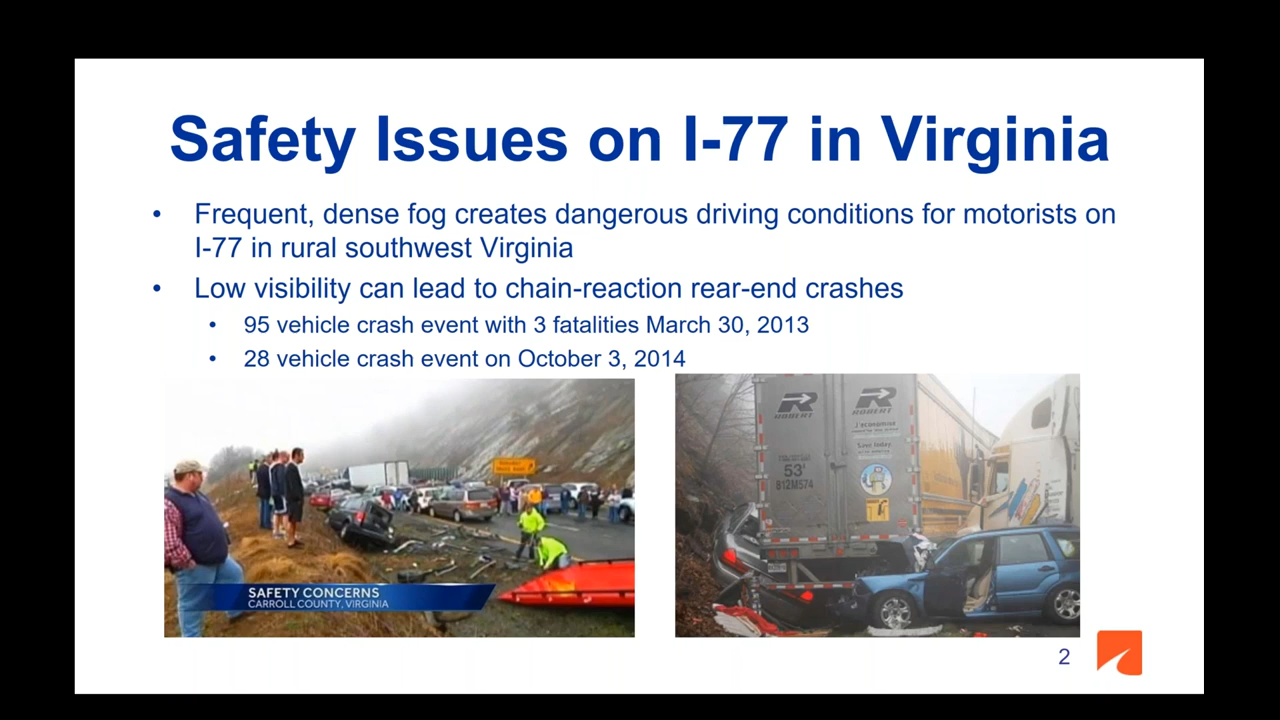 Safety Issues on I-77 in Virginia
• Frequent, dense fog creates dangerous driving conditions for motorists on
I-77 in rural southwest Virginia
• Low visibility can lead to chain-reaction rear-end crashes
• 95 vehicle crash event with 3 fatalities March 30, 2013
• 28 vehicle crash event on October 3, 2014
SAFETY CONCERNS
CARROLL COUNTY, VIRGINIA
R R
ROBERT ROBERT
53'
812M574
2